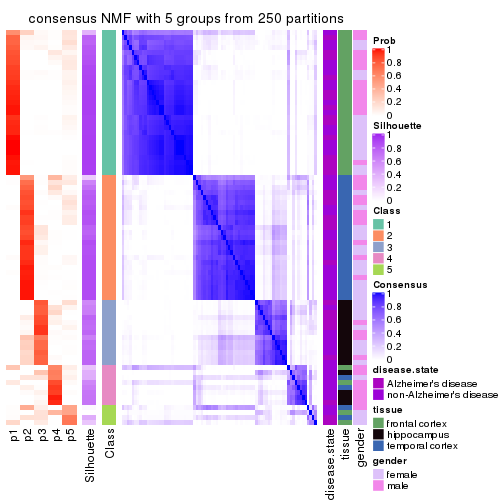 consensus NMF with 5 groups from 250 partitions
Prob
1
0.8
0.6
0.4
0.2
0
Silhouette
1
0.8
0.6
0.4
0.2
0
Class
1
2
3
4
5
Consensus
1
0.8
0.6
0.4
0.2
0
disease.state
Alzheimer's disease
non-Alzheimer's disease
tissue
frontal cortex
hippocampus
temporal cortex
gender
female
male
p1
p2
p3
p4
p5
Silhouette
Class
disease.state
tissue
gender